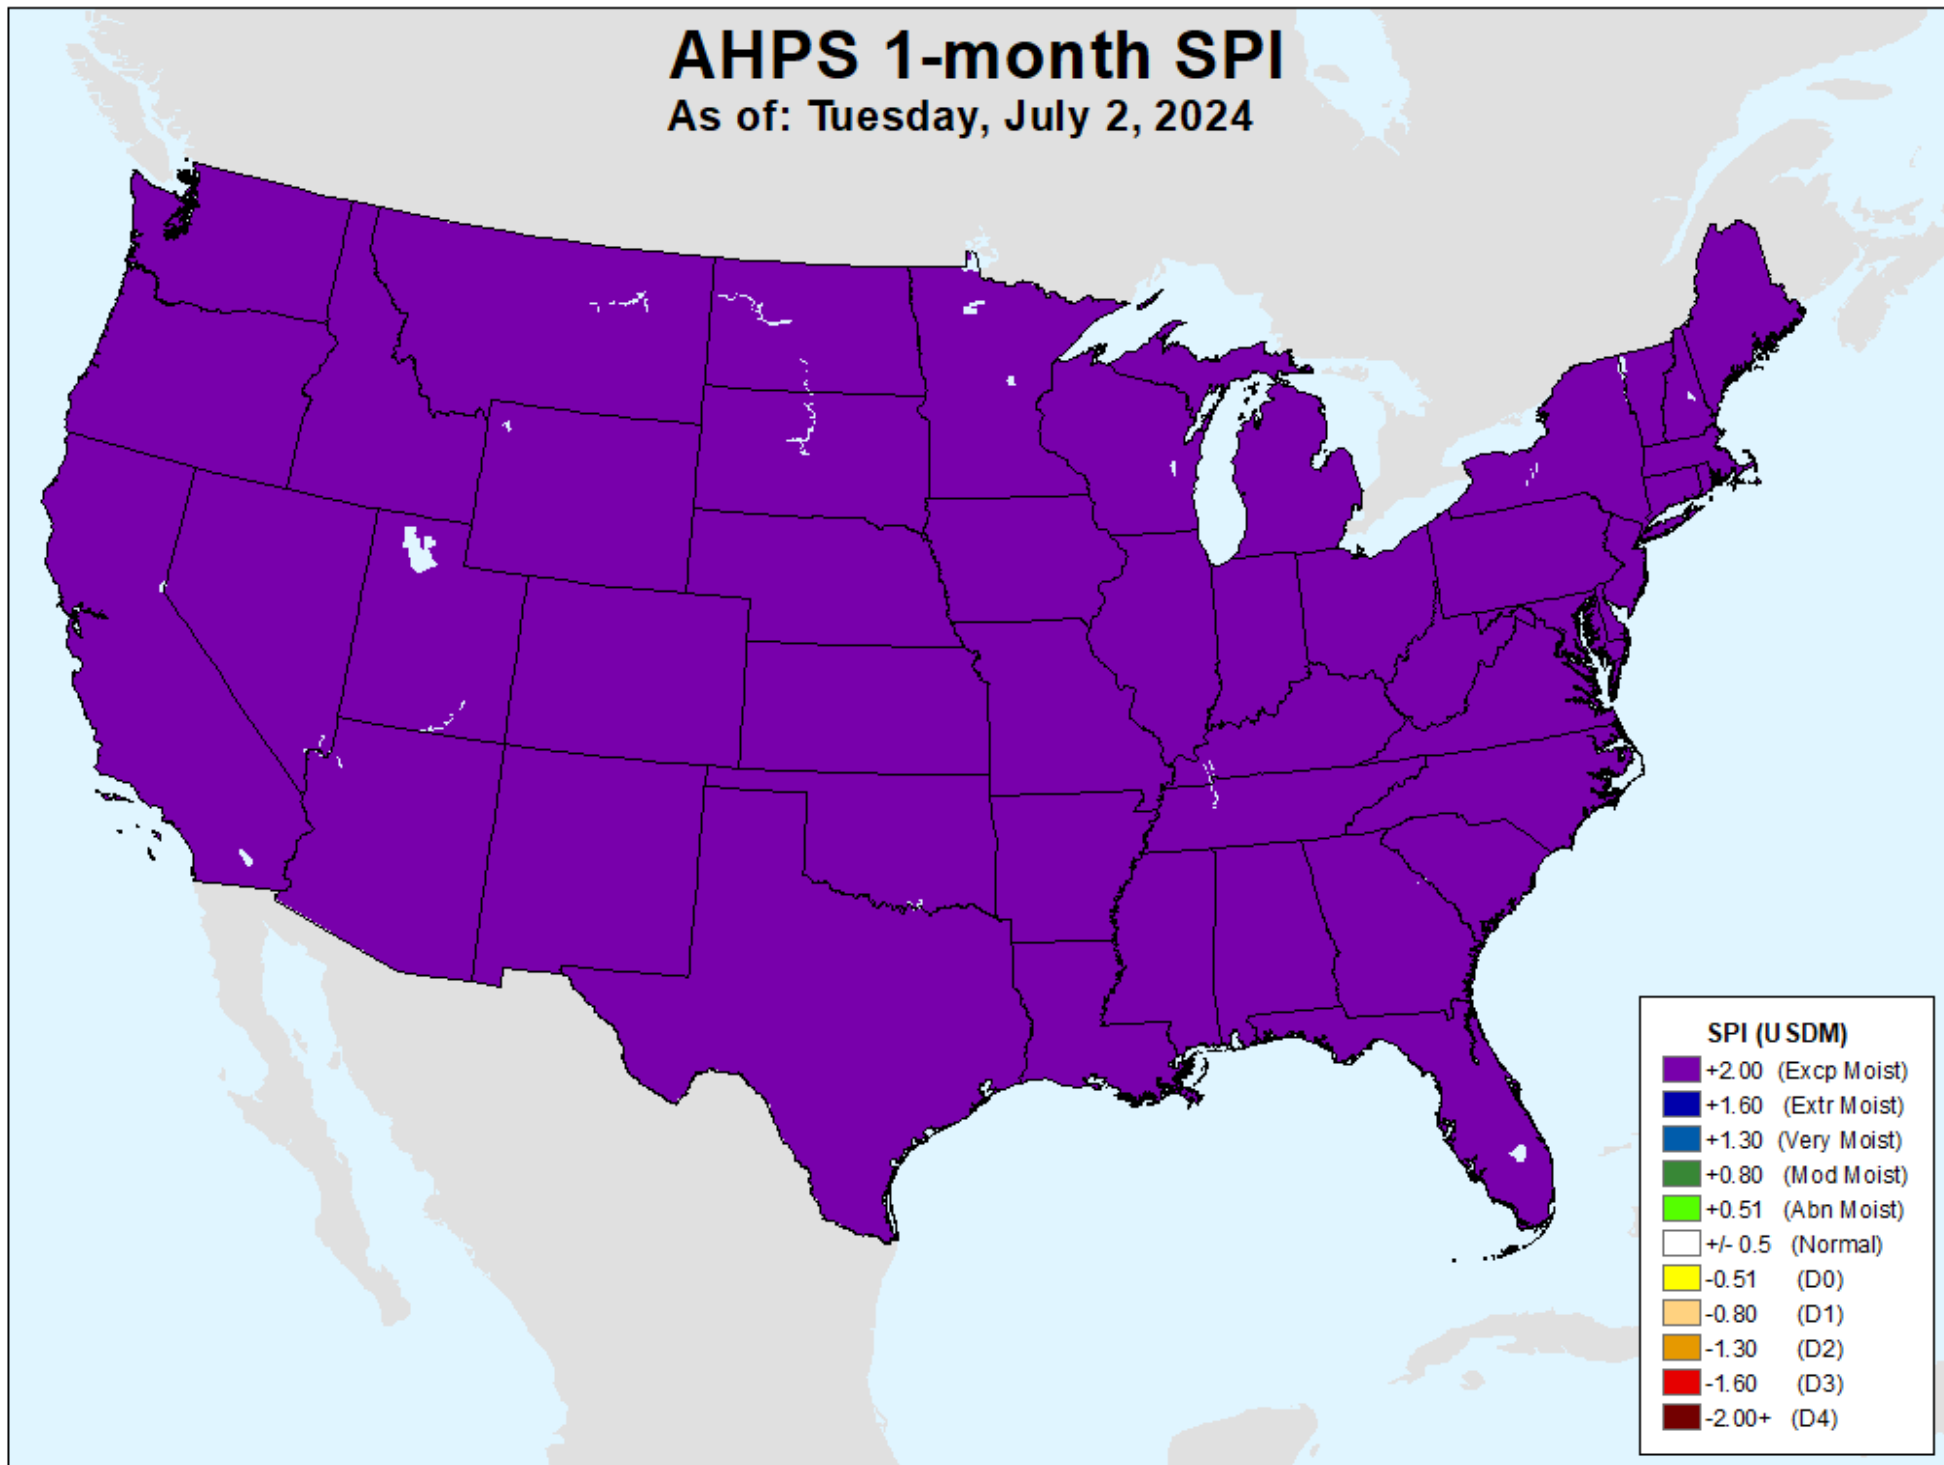 AHPS 1-month SPI
As of: Tuesday, July 2, 2024
SPI (USDM)
+2.00 (Excp Moist)
+1.60 (Extr Moist)
+1.30 (Very Moist)
+0.80 (Mod Moist)
+0.51 (Abn Moist)
+/- 0.5 (Normal)
-0.51 (D0)
-0.80 (D1)
-1.30 (D2)
-1.60 (D3)
-2.00+ (D4)